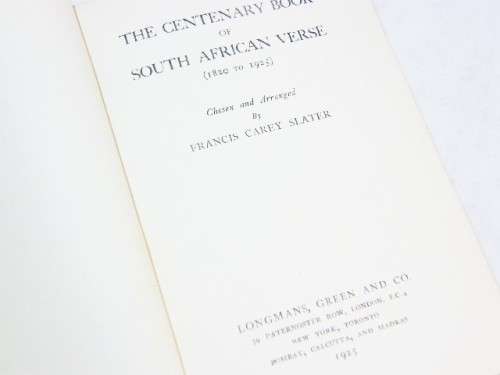 THE CENTENARY BOOK
OF
SOUTH AFRICAN VERSE
(1820 TO 1925)
Chosen and Arranged
By
FRANCIS CAREY SLATER
LONGMANS, GREEN AND CO.
39 PATERNOSTER ROW, LONDON, E.C 4
NEW YORK, TORONTO
BOMBAY, CALCUTTA, AND MADRAS
1925